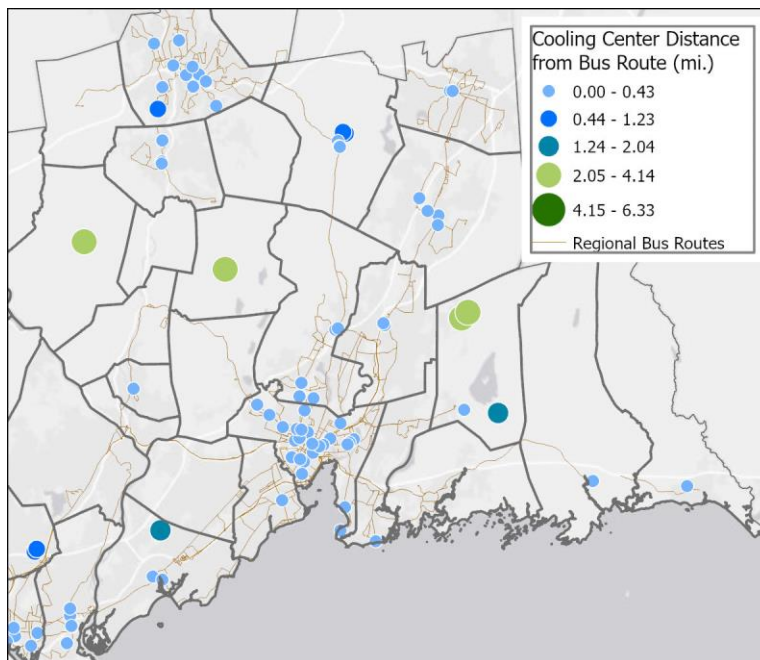 Cooling Center Distance
from Bus Route (mi.)
0.00 - 0.43
0.44 - 1.23
1.24 - 2.04
2.05 - 4.14
4.15 - 6.33
Regional Bus Routes